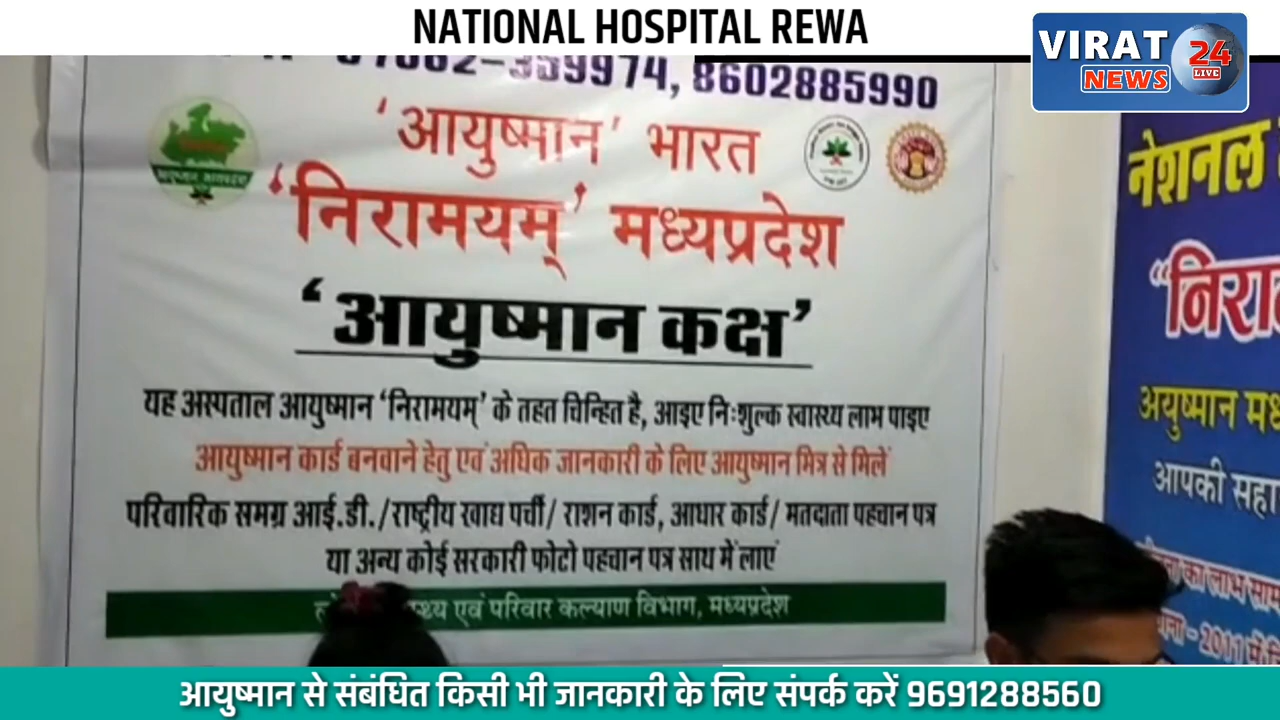 NATIONAL HOSPITAL REWA
VIRAT
NEWS
24
LIVE
8602885990
'आयुष्मान' भारत
'निरामयम्' मध्यप्रदेश
'आयुष्मान कक्ष'
यह अस्पताल आयुष्मान 'निरामयम्' के तहत चिन्हित है, आइए निःशुल्क स्वास्थ्य लाभ पाइए
आयुष्मान कार्ड बनवाने हेतु एवं अधिक जानकारी के लिए आयुष्मान मित्र से मिलें
परिवारिक समग्र आई.डी./राष्ट्रीय खाद्य पर्ची/ राशन कार्ड, आधार कार्ड/ मतदाता पहचान पत्र
या अन्य कोई सरकारी फोटो पहचान पत्र साथ में लाएं
एवं परिवार कल्याण विभाग, मध्यप्रदेश
नेशनल
अयुष्मान
आपकी
का लाभ
2011 में
आयुष्मान से संबंधित किसी भी जानकारी के लिए संपर्क करें 9691288560